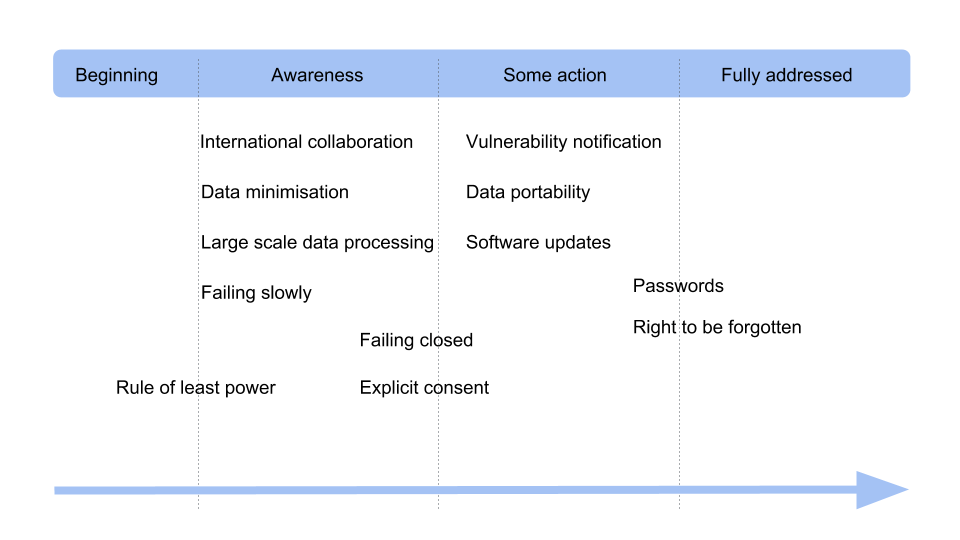 Beginning
Awareness
Some action
Fully addressed
International collaboration
Vulnerability notification
Data minimisation
Data portability
Large scale data processing
Software updates
Failing slowly
Passwords
Right to be forgotten
Failing closed
Rule of least power
Explicit consent